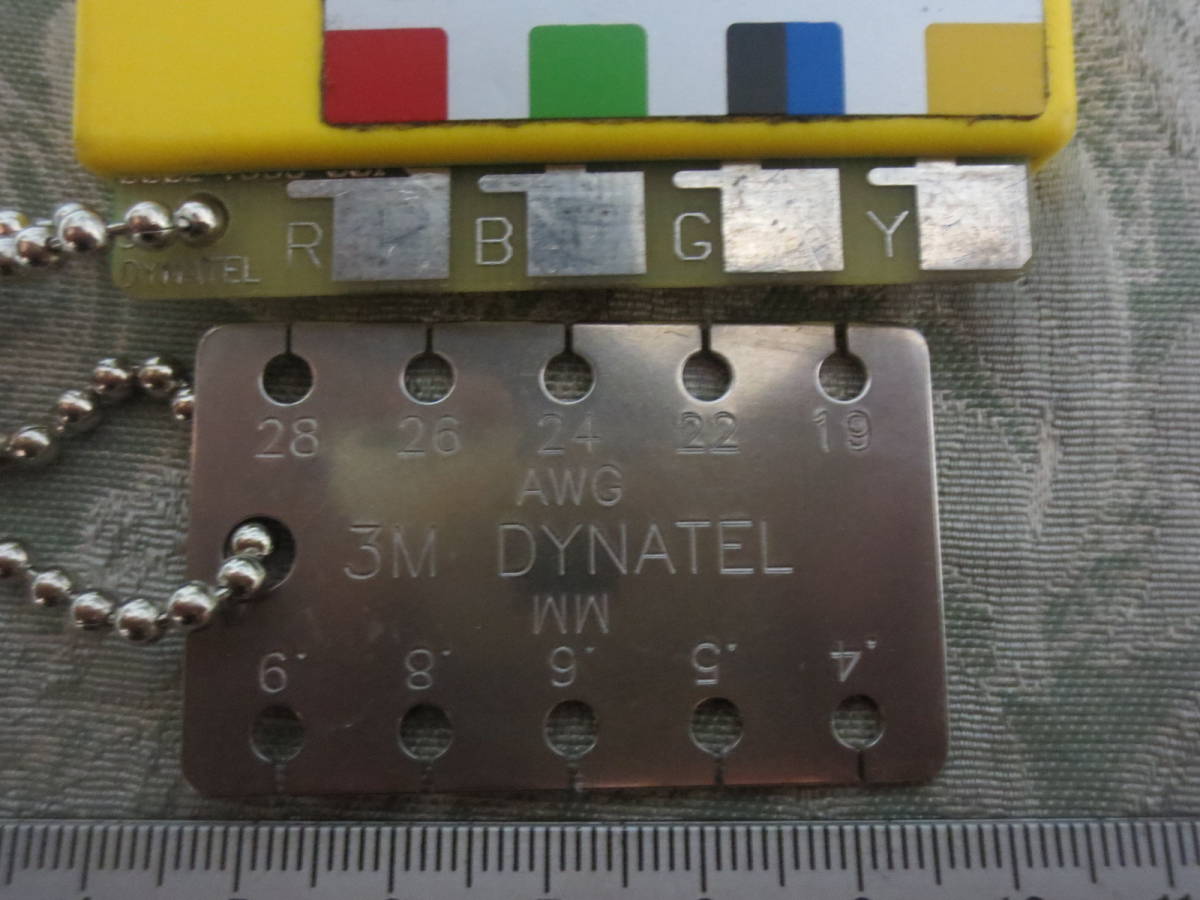 R B G Y
DYNATEL
28 26 24 22 19
AWG
3M DYNATEL
MM
.4 .5 .6 .8 .9